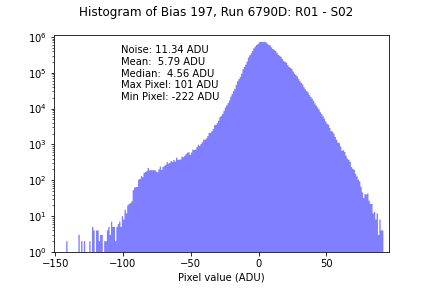 Histogram of Bias 197, Run 6790D: R01 - S02
Noise: 11.34 ADU
Mean:  5.79 ADU
Median:  4.56 ADU
Max Pixel: 101 ADU
Min Pixel: -222 ADU
10^6
10^5
10^4
10^3
10^2
10^1
10^0
−150 −100 −50 0 50
Pixel value (ADU)